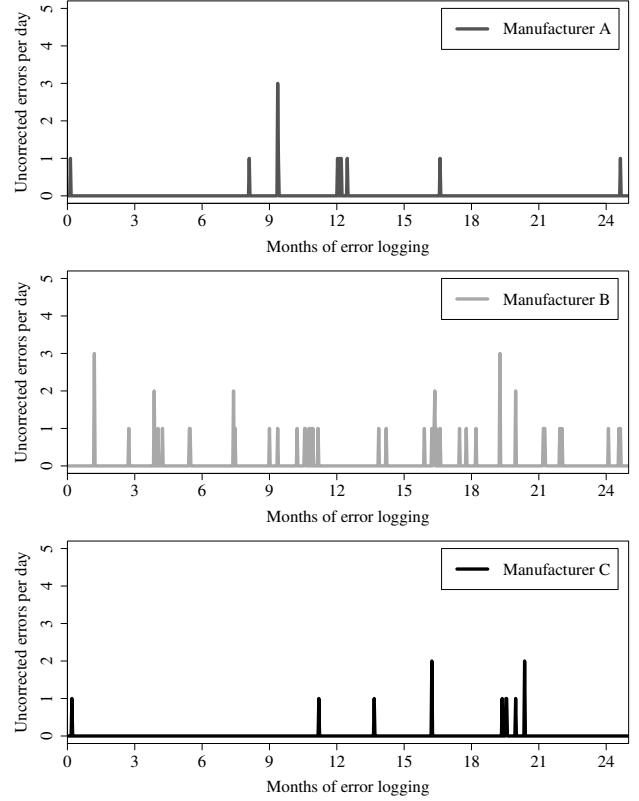 Uncorrected errors per day
5
4
3
2
1
0
Manufacturer A
0 3 6 9 12 15 18 21 24
Months of error logging
Uncorrected errors per day
5
4
3
2
1
0
Manufacturer B
0 3 6 9 12 15 18 21 24
Months of error logging
Uncorrected errors per day
5
4
3
2
1
0
Manufacturer C
0 3 6 9 12 15 18 21 24
Months of error logging